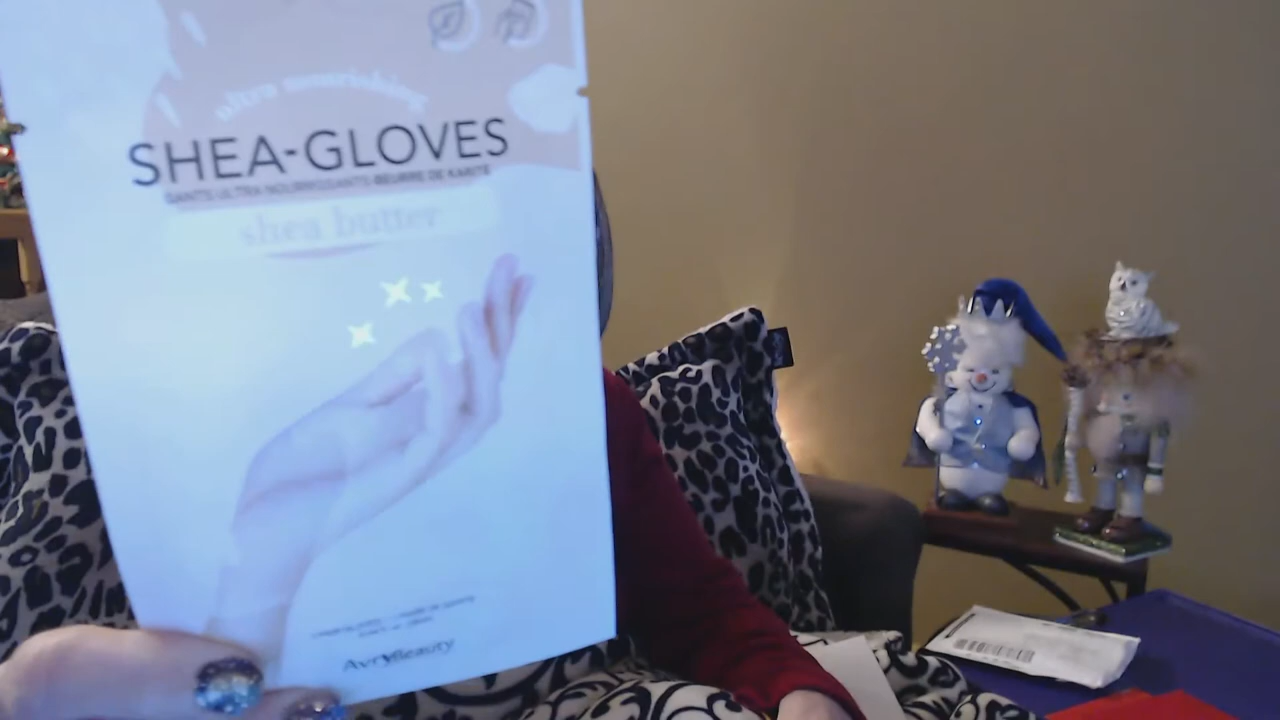 ultra nourishing
SHEA-GLOVES
GANTS ULTRA NOURRISSANTS BEURRE DE KARITÉ
shea butter
AvryBeauty